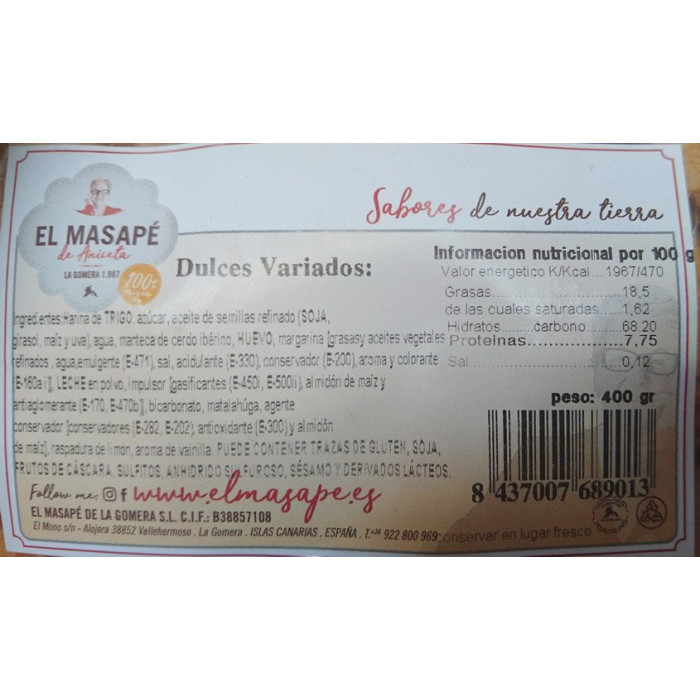 Sabores de nuestra tierra
EL MASAPÉ
de Aniceta
LA GOMERA 1.987
100%
Dulces Variados:
Informacion nutricional por 100 g
Valor energetico K/Kcal....1967/470
Grasas...........................18,5
de las cuales saturadas....1,62
Hidratos........carbono....68.20
Proteinas.......................7,75
Sal...........................0,12
peso: 400 gr
Ingredientes:Harina de TRIGO, azúcar, aceite de semillas refinado (SOJA,
girasol, maíz y uva), agua, manteca de cerdo ibérico, HUEVO, margarina [grasasy aceites vegetales
refinados , agua,emulgente (E-471), sal, acidulante (E-330), conservador (E-200), aroma y colorante
(E-160a i)], LECHE en polvo, impulsor [gasificantes (E-450i, E-500ii), almidón de maíz y
antiaglomerante (E-170, E-470b)], bicarbonato, matalahúga, agente
conservador [conservadores (E-282, E-202), antioxidante (E-300) y almidón
de maíz], raspadura de limón, aroma de vainilla. PUEDE CONTENER TRAZAS DE GLUTEN, SOJA,
FRUTOS DE CÁSCARA, SULFITOS, ANHIDRIDO SULFUROSO, SÉSAMO Y DERIVADOS LÁCTEOS.
Follow me: www.elmasape.es
8 437007 689013
EL MASAPÉ DE LA GOMERA S.L. C.I.F.: B38857108
El Mono s/n - Alojera 38852 Vallehermoso . La Gomera . ISLAS CANARIAS . ESPAÑA . T.+34 922 800 969
conservar en lugar fresco